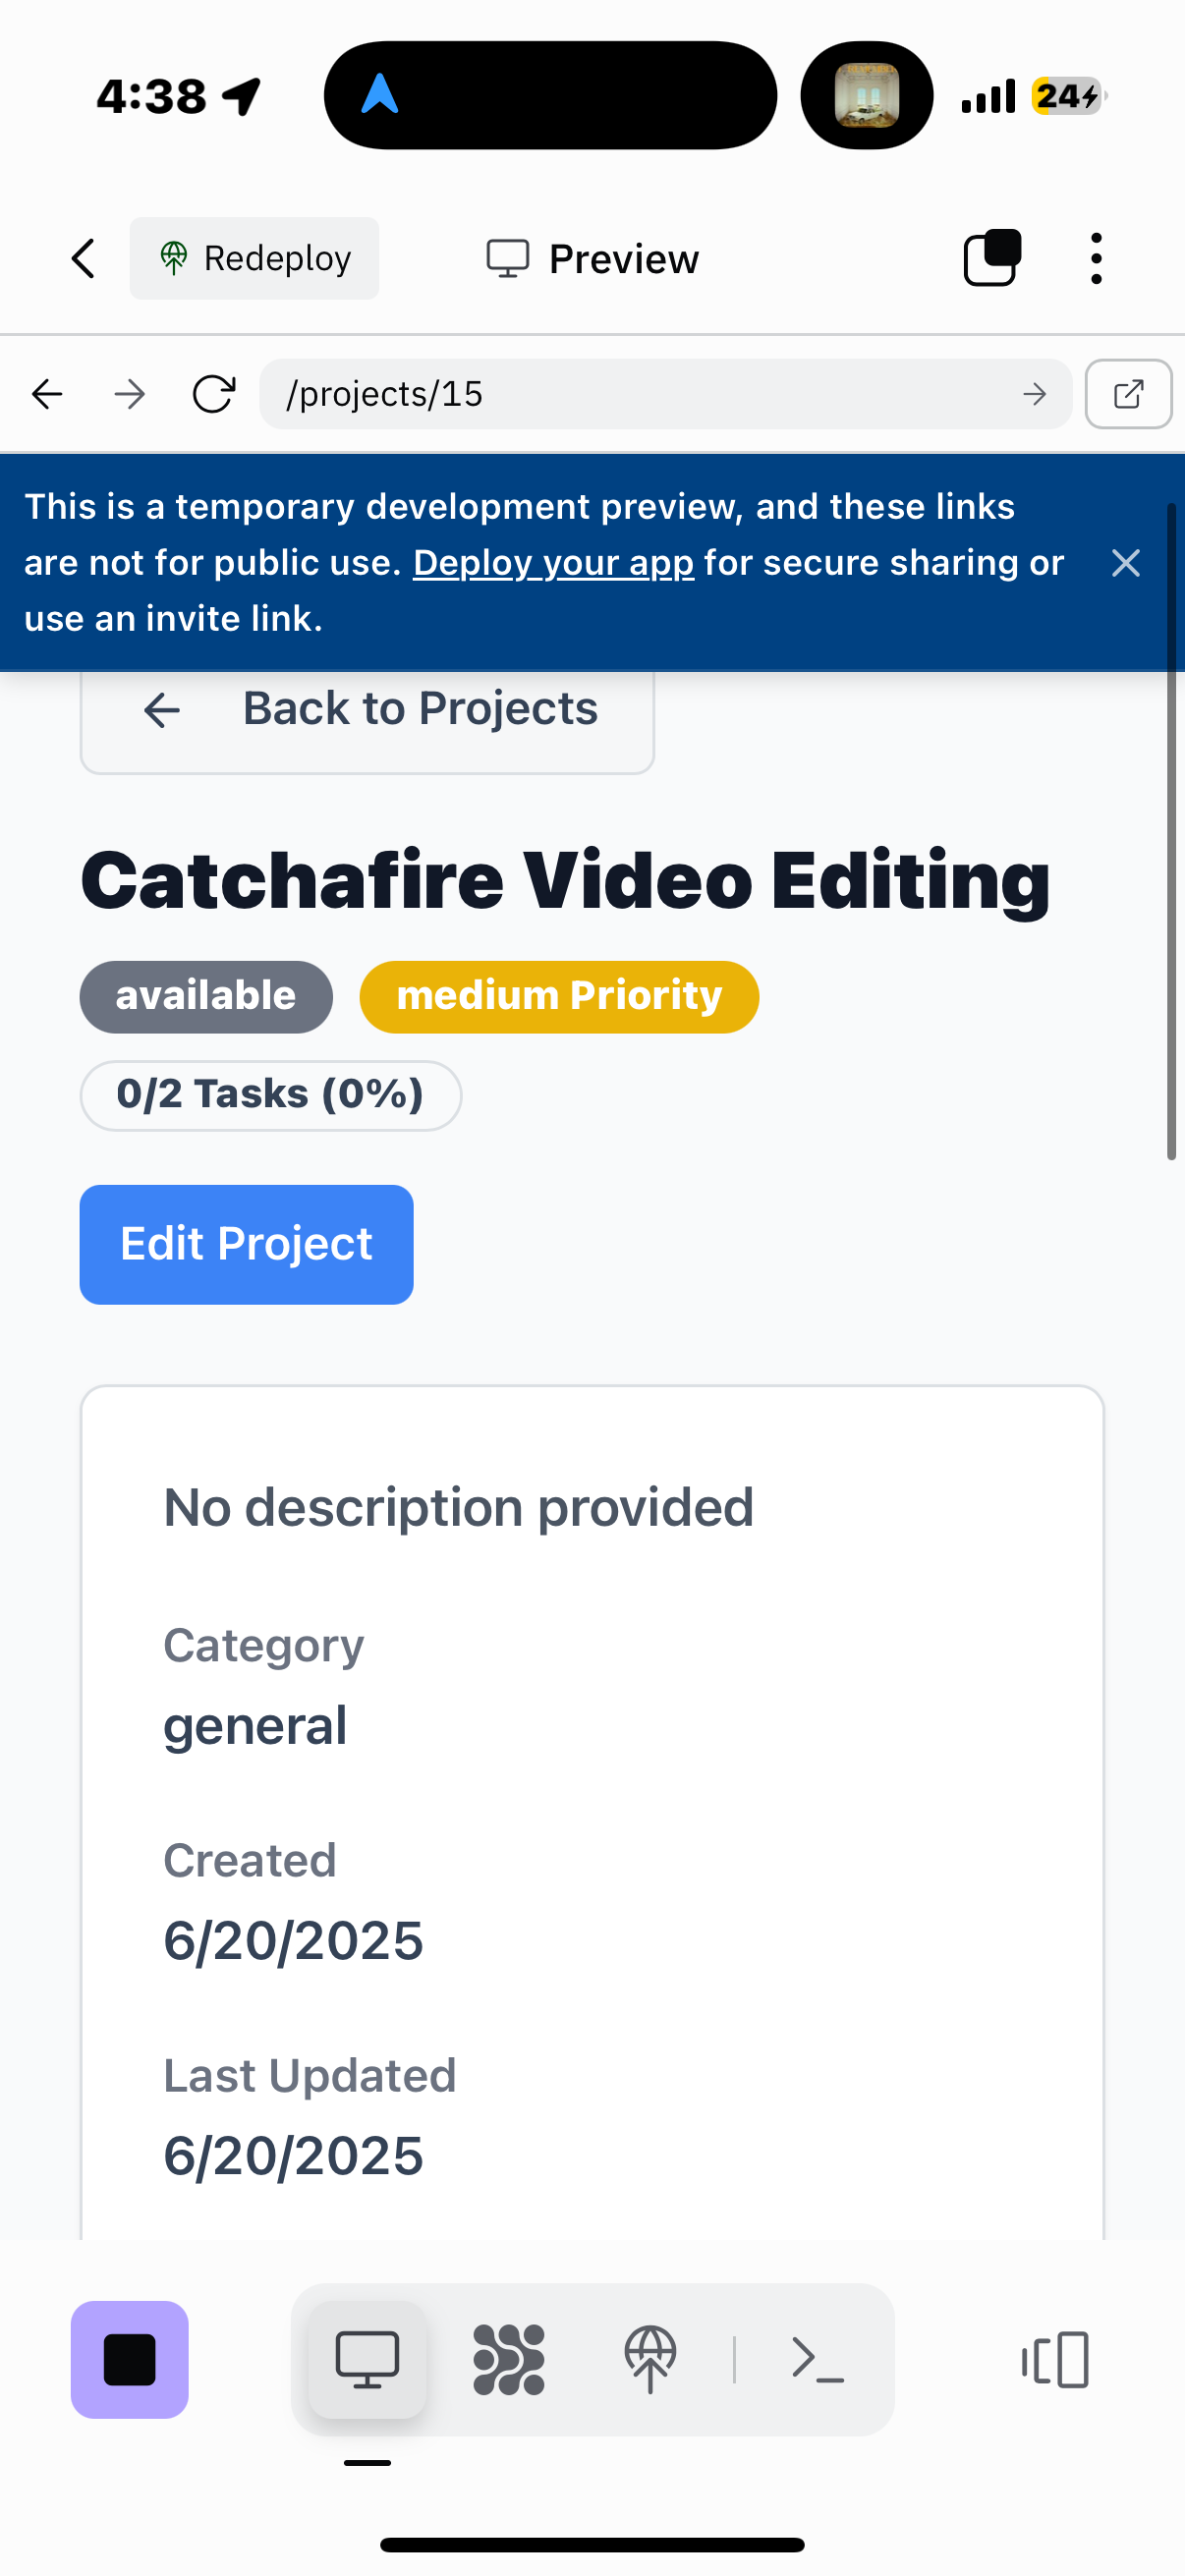 4:38
24
Redeploy
Preview
/projects/15
This is a temporary development preview, and these links
are not for public use. Deploy your app for secure sharing or
use an invite link.
Back to Projects
Catchafire Video Editing
available
medium Priority
0/2 Tasks (0%)
Edit Project
No description provided
Category
general
Created
6/20/2025
Last Updated
6/20/2025